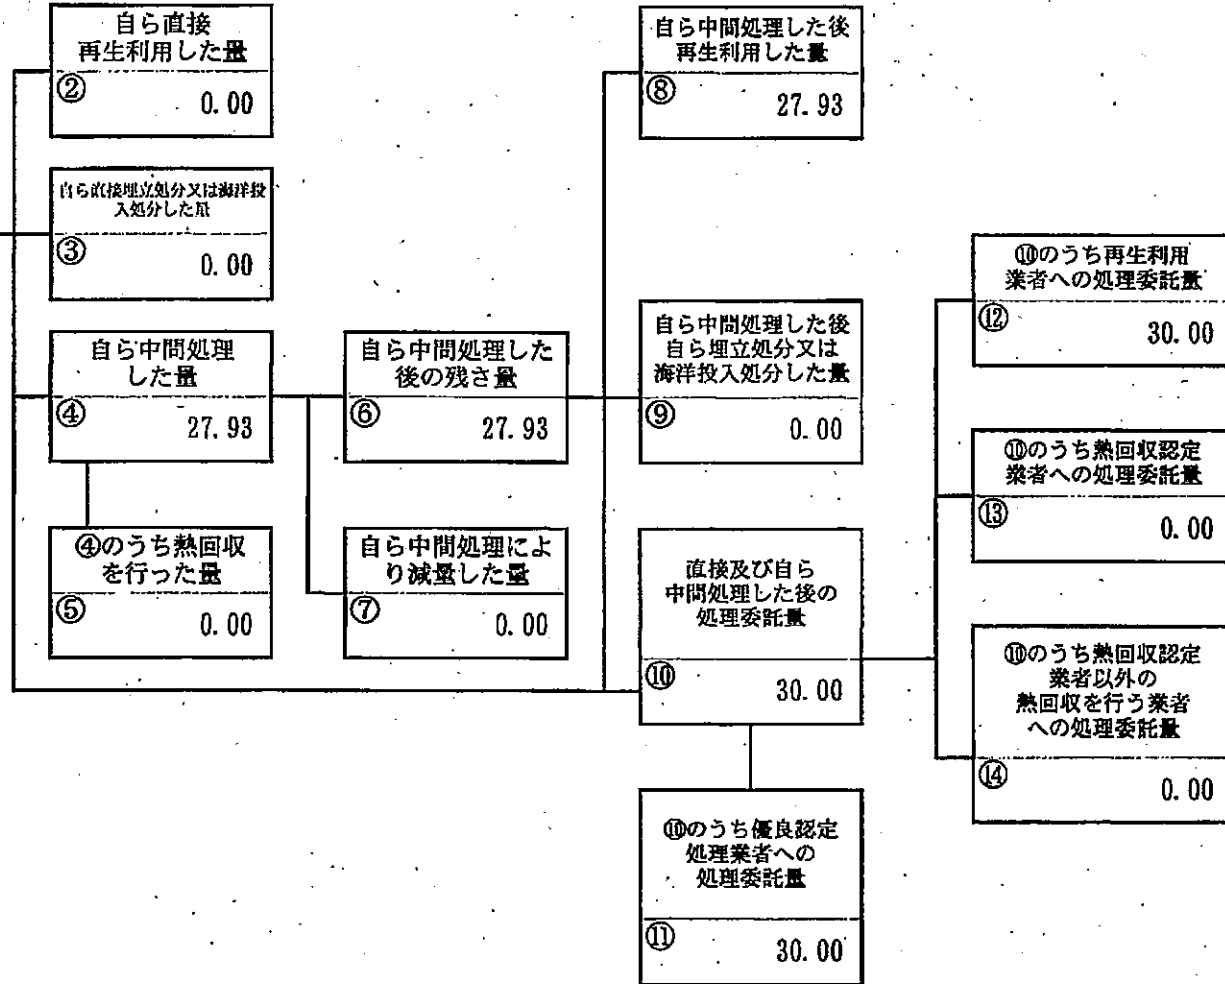 自ら直接
再生利用した量
②
0.00
自ら直接埋立処分又は海洋投
入処分した量
③
0.00
自ら中間処理
した量
④
27.93
④のうち熱回収
を行った量
⑤
0.00
自ら中間処理した
後の残さ量
⑥
27.93
自ら中間処理によ
り減量した量
⑦
0.00
自ら中間処理した後
再生利用した量
⑧
27.93
自ら中間処理した後
自ら埋立処分又は
海洋投入処分した量
⑨
0.00
直接及び自ら
中間処理した後の
処理委託量
⑩
30.00
⑩のうち優良認定
処理業者への
処理委託量
⑪
30.00
⑩のうち再生利用
業者への処理委託量
⑫
30.00
⑩のうち熱回収認定
業者への処理委託量
⑬
0.00
⑩のうち熱回収認定
業者以外の
熱回収を行う業者
への処理委託量
⑭
0.00